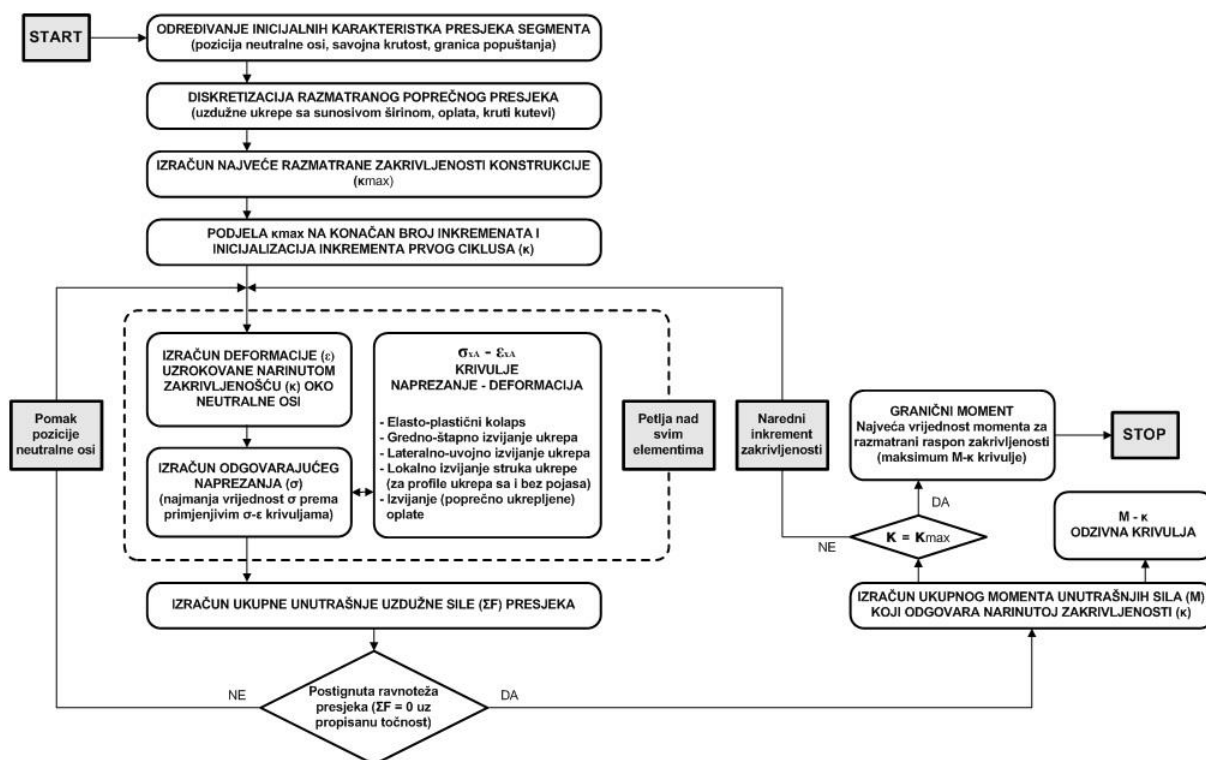 START
ODREĐIVANJE INICIJALNIH KARAKTERISTKA PRESJEKA SEGMENTA
(pozicija neutralne osi, savojna krutost, granica popuštanja)
DISKRETIZACIJA RAZMATRANOG POPREČNOG PRESJEKA
(uzdužne ukrepe sa sunosivom širinom, oplata, kruti kutevi)
IZRAČUN NAJVEĆE RAZMATRANE ZAKRIVLJENOSTI KONSTRUKCIJE
(κmax)
PODJELA κmax NA KONAČAN BROJ INKREMENATA I
INICIJALIZACIJA INKREMENTA PRVOG CIKLUSA (κ)
Pomak
pozicije
neutralne osi
IZRAČUN DEFORMACIJE (ε)
UZROKOVANE NARINUTOM
ZAKRIVLJENOŠĆU (κ) OKO
NEUTRALNE OSI
IZRAČUN ODGOVARAJUĆEG
NAPREZANJA (σ)
(najmanja vrijednost σ prema
primjenjivim σ-ε krivuljama)
σxA - εxA
KRIVULJE
NAPREZANJE - DEFORMACIJA
- Elasto-plastični kolaps
- Gredno-štapno izvijanje ukrepa
- Lateralno-uvojno izvijanje ukrepa
- Lokalno izvijanje struka ukrepe
(za profile ukrepa sa i bez pojasa)
- Izvijanje (poprečno ukrepljene)
oplate
Petlja nad
svim
elementima
Naredni
inkrement
zakrivljenosti
GRANIČNI MOMENT
Najveća vrijednost momenta za
razmatrani raspon zakrivljenosti
(maksimum M-κ krivulje)
STOP
DA
NE
κ = κmax
M - κ
ODZIVNA KRIVULJA
IZRAČUN UKUPNOG MOMENTA UNUTRAŠNJIH SILA (M)
KOJI ODGOVARA NARINUTOJ ZAKRIVLJENOSTI (κ)
IZRAČUN UKUPNE UNUTRAŠNJE UZDUŽNE SILE (ΣF) PRESJEKA
NE
Postignuta ravnoteža
presjeka (ΣF = 0 uz
propisanu točnost)
DA